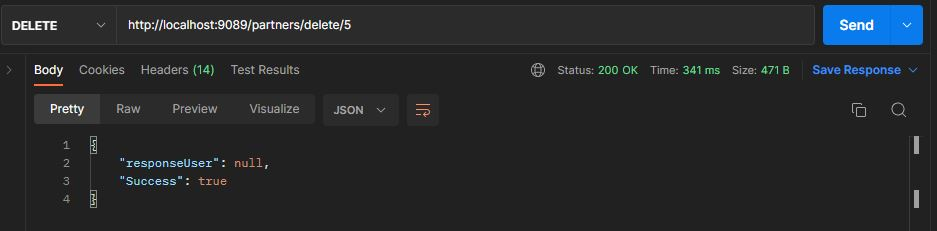 DELETE http://localhost:9089/partners/delete/5 Send
Body Cookies Headers (14) Test Results Status: 200 OK Time: 341 ms Size: 471 B Save Response
Pretty Raw Preview Visualize JSON
1 {
2 "responseUser": null,
3 "Success": true
4 }